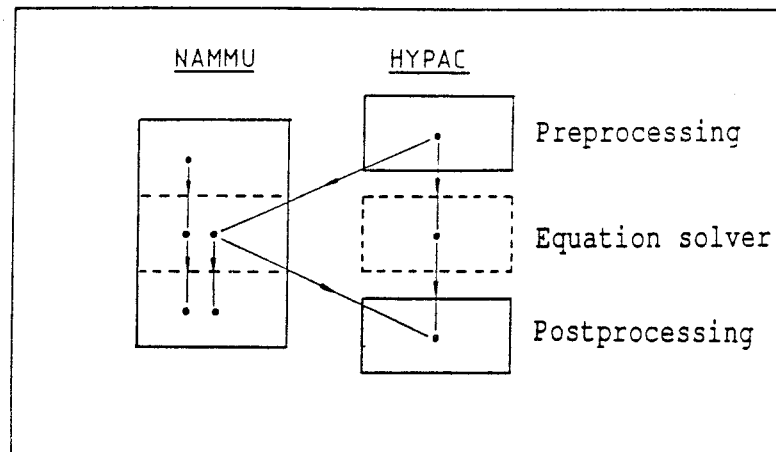 NAMMU HYPAC
Preprocessing
Equation solver
Postprocessing